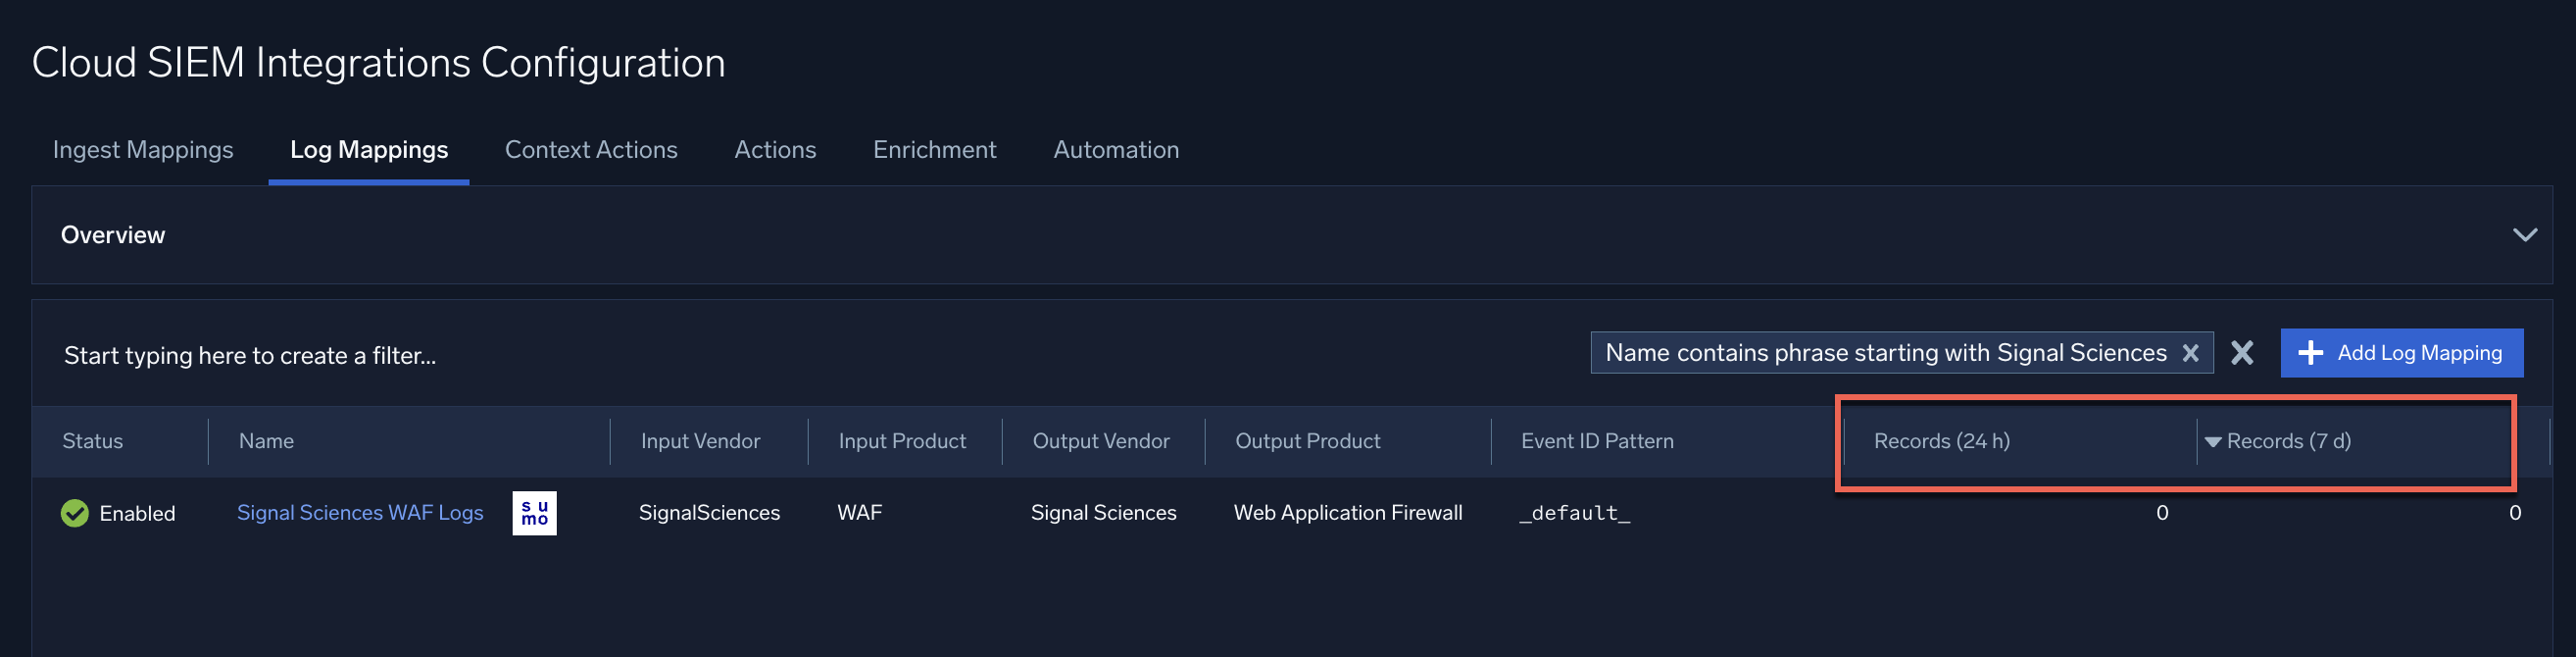 Cloud SIEM Integrations Configuration
Ingest Mappings Log Mappings Context Actions Actions Enrichment Automation
Overview
Start typing here to create a filter... Name contains phrase starting with Signal Sciences Add Log Mapping
Status Name Input Vendor Input Product Output Vendor Output Product Event ID Pattern Records (24 h) Records (7 d)
Enabled Signal Sciences WAF Logs su SignalSciences WAF Signal Sciences Web Application Firewall _default_ 0 0
mo